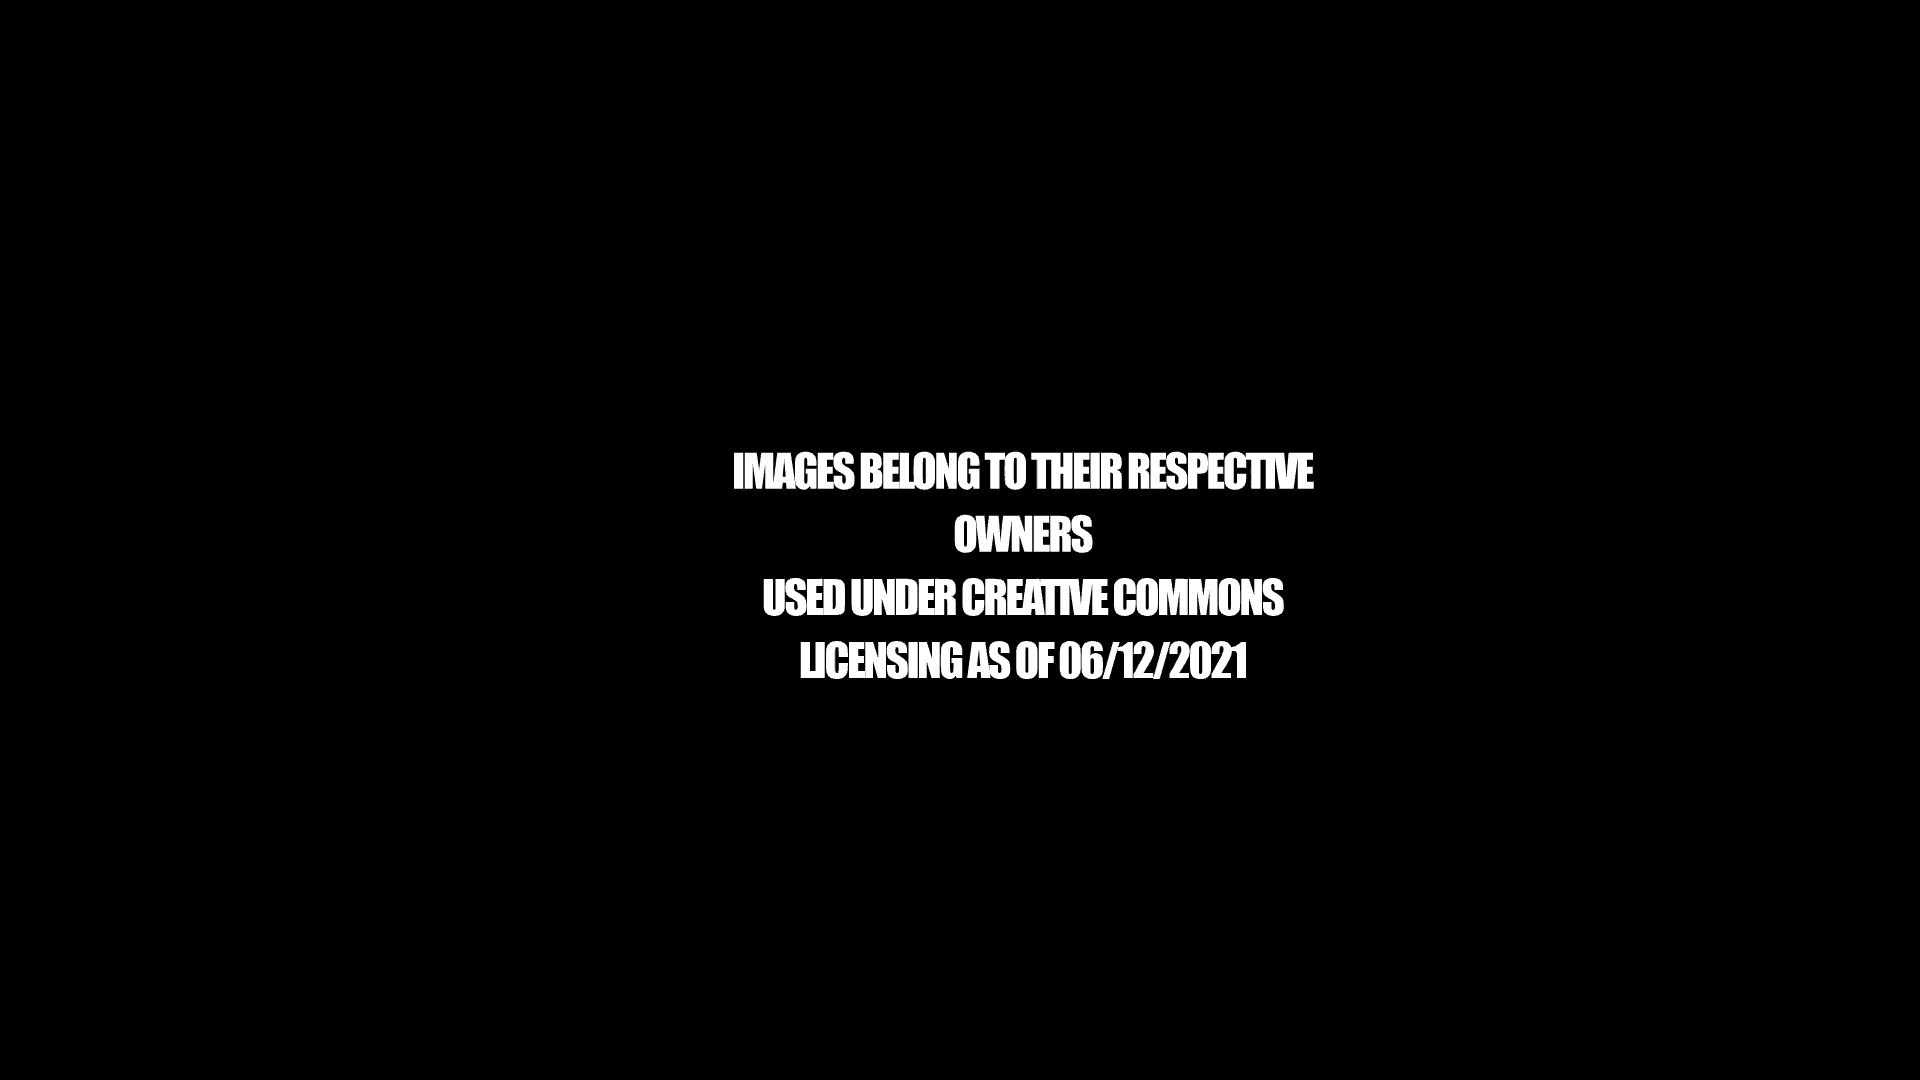 IMAGES BELONG TO THEIR RESPECTIVE
OWNERS
USED UNDER CREATIVE COMMONS
LICENSING AS OF 06/12/2021